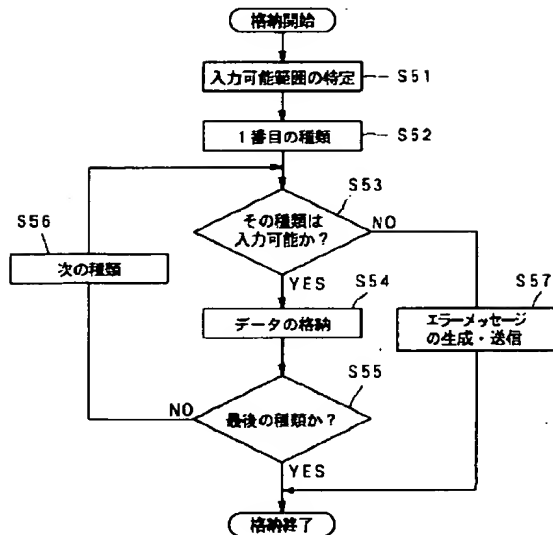 格納開始
入力可能範囲の特定
S51
1番目の種類
S52
S53
その種類は
入力可能か?
NO
YES
S56
次の種類
S54
データの格納
S57
エラーメッセージ
の生成・送信
S55
最後の種類か?
NO
YES
格納終了